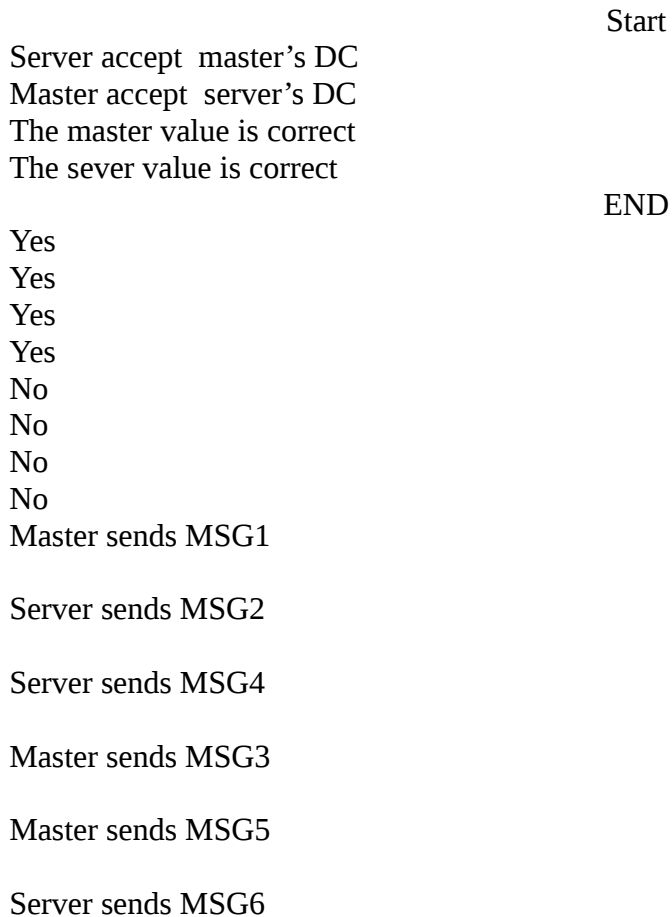 Start
Server accept  master’s DC
Master accept  server’s DC
The master value is correct
The sever value is correct
END
Yes
Yes
Yes
Yes
No
No
No
No
Master sends MSG1
Server sends MSG2
Server sends MSG4
Master sends MSG3
Master sends MSG5
Server sends MSG6